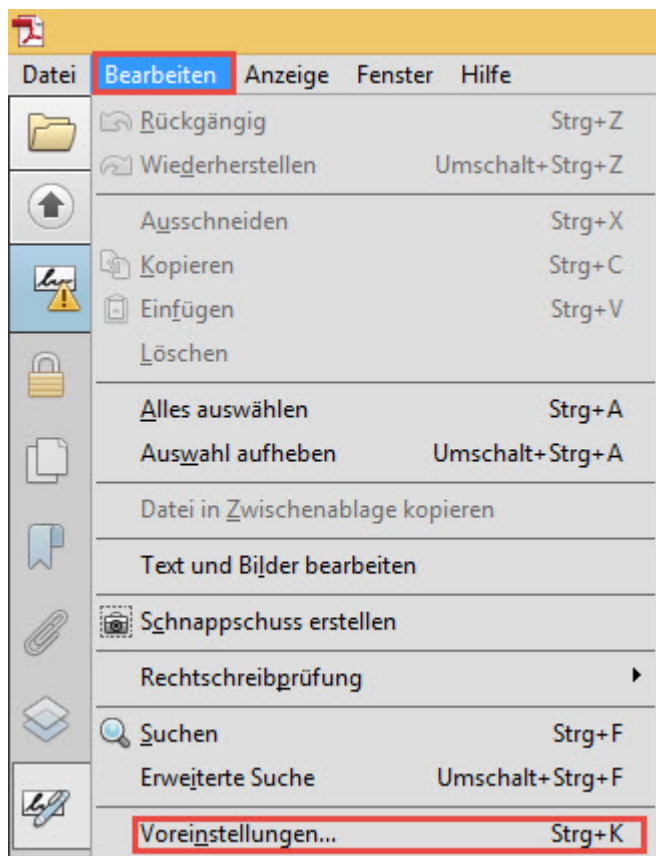 Datei Bearbeiten Anzeige Fenster Hilfe
Rückgängig Strg+Z
Wiederherstellen Umschalt+Strg+Z
Ausschneiden Strg+X
Kopieren Strg+C
Einfügen Strg+V
Löschen
Alles auswählen Strg+A
Auswahl aufheben Umschalt+Strg+A
Datei in Zwischenablage kopieren
Text und Bilder bearbeiten
Schnappschuss erstellen
Rechtschreibprüfung
Suchen Strg+F
Erweiterte Suche Umschalt+Strg+F
Voreinstellungen... Strg+K